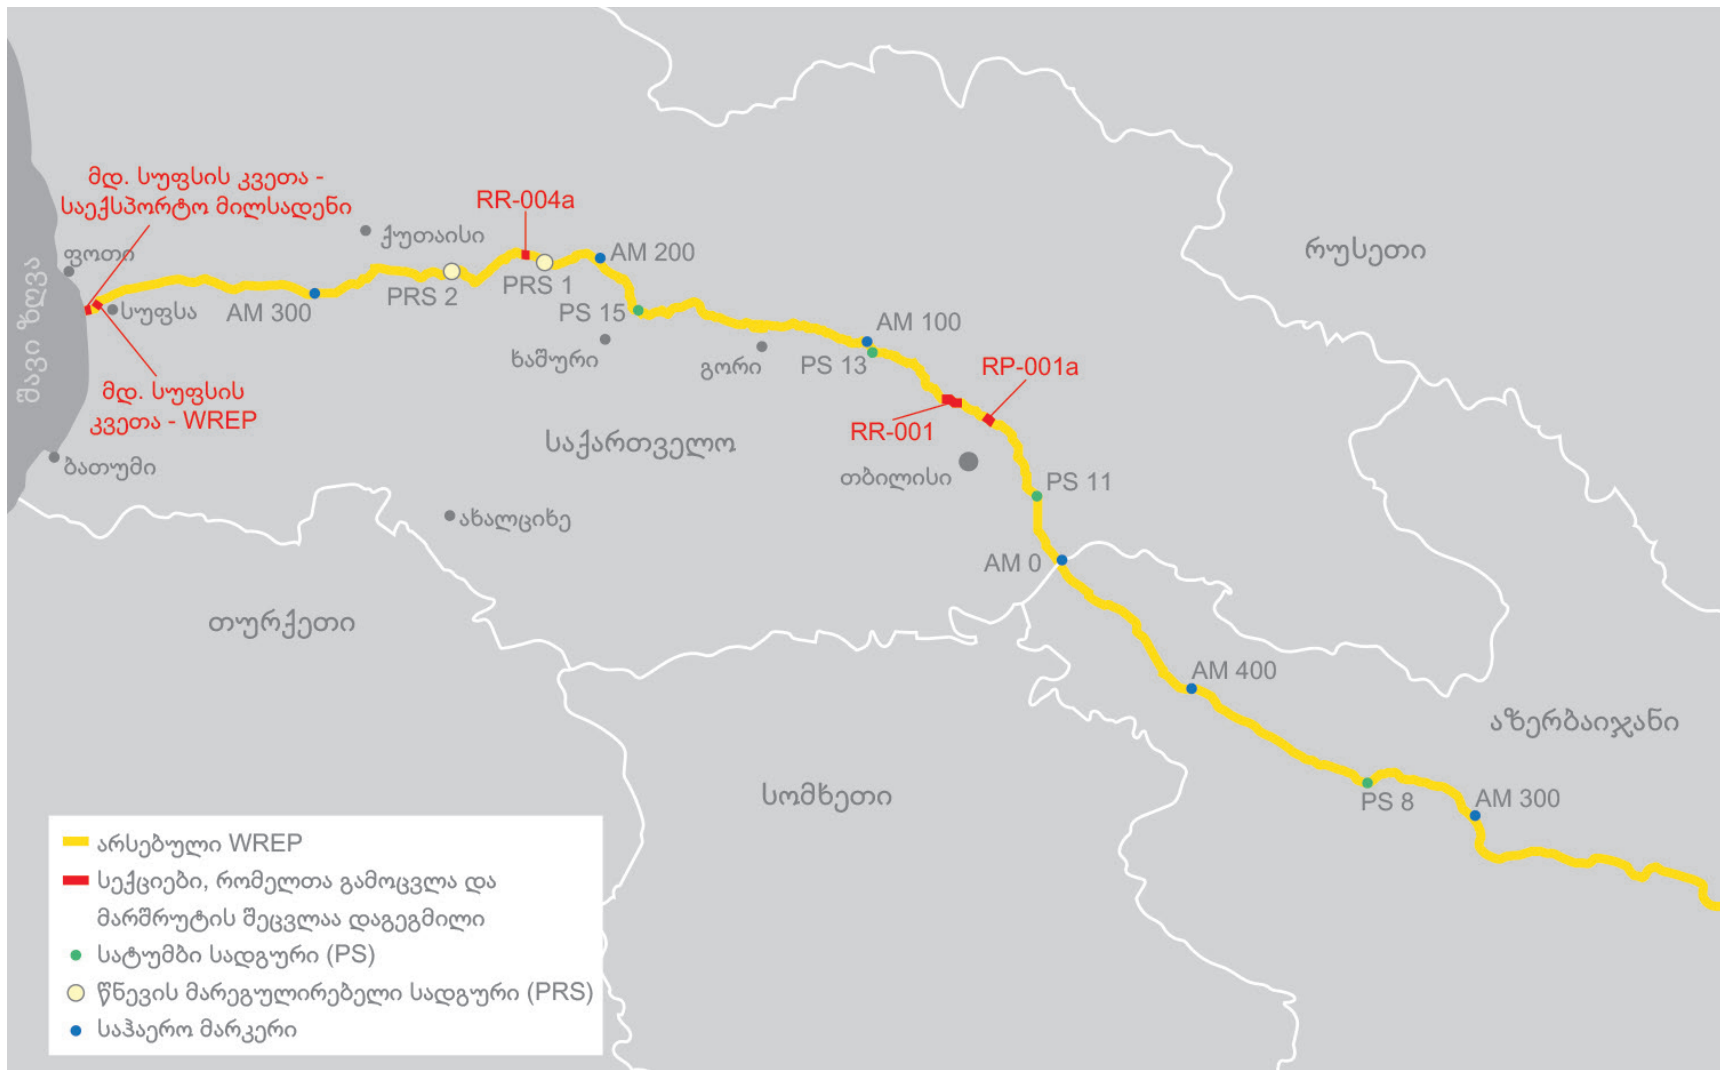 მდ. სუფსის კვეთა -
საექსპორტო მილსადენი
RR-004a
ქუთაისი
რუსეთი
ფოთი
AM 200
PRS 1
PRS 2
სუფსა
AM 300
PS 15
AM 100
შავი ზღვა
ხაშური
გორი
PS 13
RP-001a
მდ. სუფსის
კვეთა - WREP
RR-001
საქართველო
ბათუმი
თბილისი
PS 11
ახალციხე
AM 0
თურქეთი
AM 400
აზერბაიჯანი
სომხეთი
PS 8
AM 300
არსებული WREP
სექციები, რომელთა გამოცვლა და
მარშრუტის შეცვლაა დაგეგმილი
სატუმბი სადგური (PS)
წნევის მარეგულირებელი სადგური (PRS)
საჰაერო მარკერი